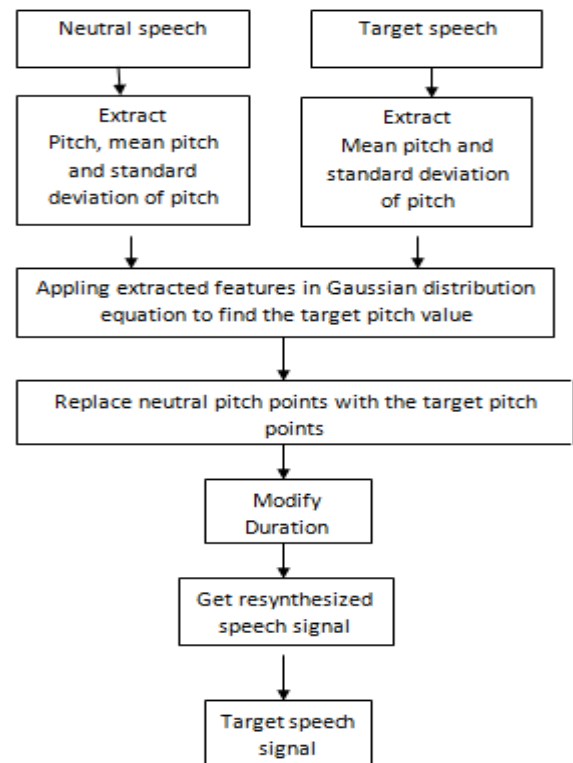 Neutral speech
Target speech
Extract
Pitch, mean pitch
and standard
deviation of pitch
Extract
Mean pitch and
standard deviation
of pitch
Appling extracted features in Gaussian distribution
equation to find the target pitch value
Replace neutral pitch points with the target pitch
points
Modify
Duration
Get resynthesized
speech signal
Target speech
signal